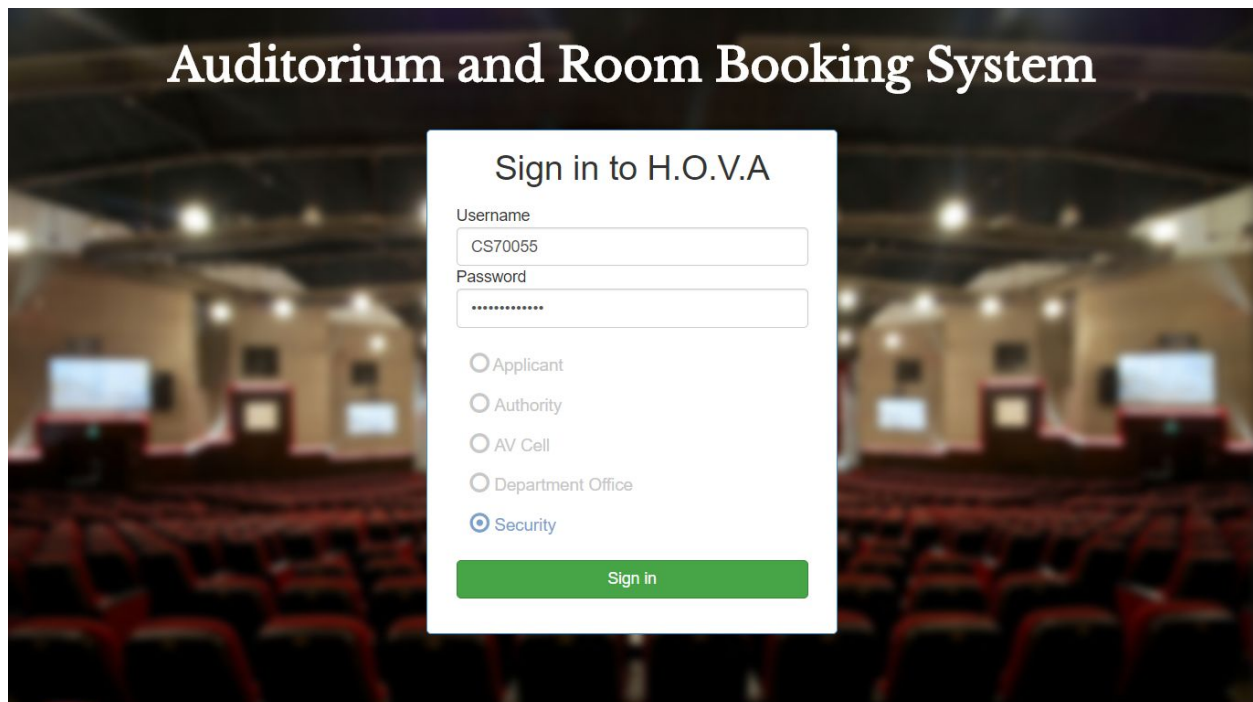 Auditorium and Room Booking System
Sign in to H.O.V.A
Username
CS70055
Password
•••••••••••••
Applicant
Authority
AV Cell
Department Office
Security
Sign in